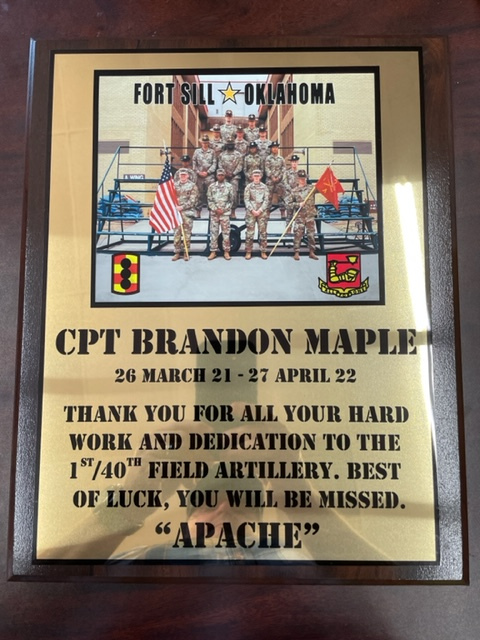 FORT SILL OKLAHOMA
CPT BRANDON MAPLE
26 MARCH 21 - 27 APRIL 22
THANK YOU FOR ALL YOUR HARD
WORK AND DEDICATION TO THE
1ST/40TH FIELD ARTILLERY. BEST
OF LUCK, YOU WILL BE MISSED.
“APACHE”